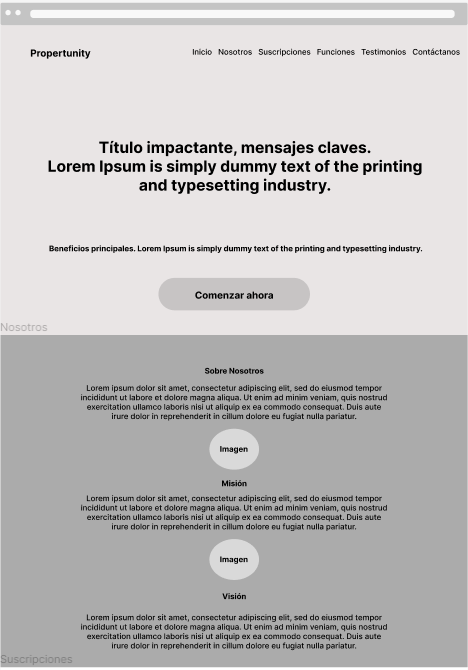 Propertunity
Inicio Nosotros Suscripciones Funciones Testimonios Contáctanos
Título impactante, mensajes claves.
Lorem Ipsum is simply dummy text of the printing
and typesetting industry.
Beneficios principales. Lorem Ipsum is simply dummy text of the printing and typesetting industry.
Comenzar ahora
Nosotros
Sobre Nosotros
Lorem ipsum dolor sit amet, consectetur adipiscing elit, sed do eiusmod tempor
incididunt ut labore et dolore magna aliqua. Ut enim ad minim veniam, quis nostrud
exercitation ullamco laboris nisi ut aliquip ex ea commodo consequat. Duis aute
irure dolor in reprehenderit in cillum dolore eu fugiat nulla pariatur.
Imagen
Misión
Lorem ipsum dolor sit amet, consectetur adipiscing elit, sed do eiusmod tempor
incididunt ut labore et dolore magna aliqua. Ut enim ad minim veniam, quis nostrud
exercitation ullamco laboris nisi ut aliquip ex ea commodo consequat. Duis aute
irure dolor in reprehenderit in cillum dolore eu fugiat nulla pariatur.
Imagen
Visión
Lorem ipsum dolor sit amet, consectetur adipiscing elit, sed do eiusmod tempor
incididunt ut labore et dolore magna aliqua. Ut enim ad minim veniam, quis nostrud
exercitation ullamco laboris nisi ut aliquip ex ea commodo consequat. Duis aute
irure dolor in reprehenderit in cillum dolore eu fugiat nulla pariatur.
Suscripciones